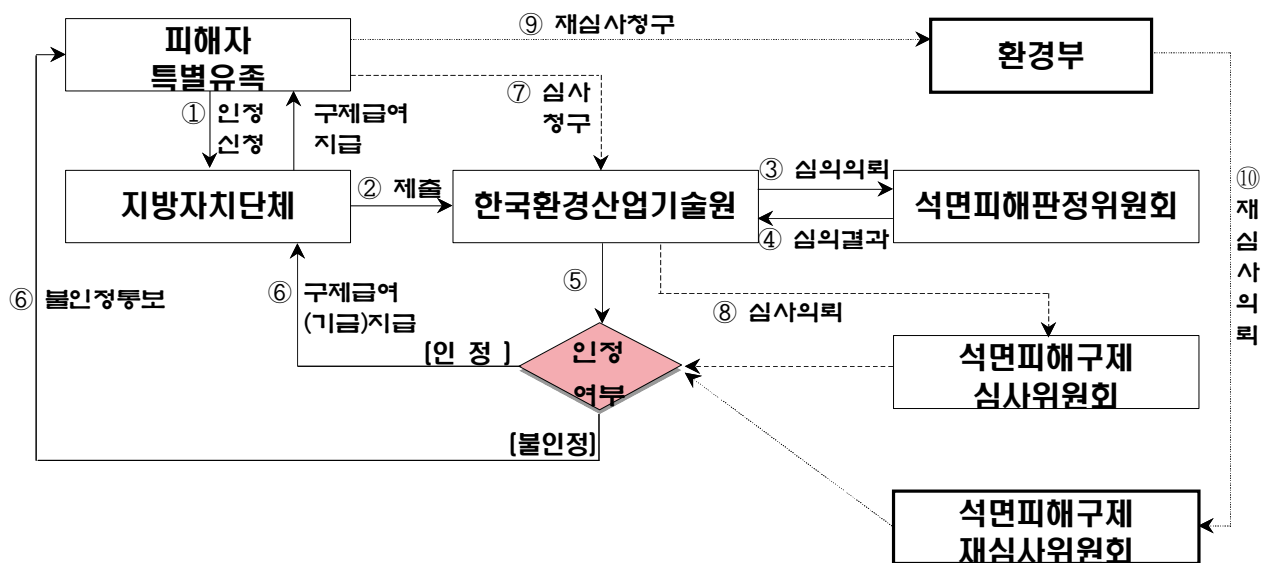 ⑨ 재심사청구
피해자
특별유족
환경부
① 인정
신청
구제급여
지급
⑦ 심사
청구
지방자치단체
② 제출
한국환경산업기술원
③ 심의의뢰
④ 심의결과
석면피해판정위원회
⑩
재
심
사
의
뢰
⑥ 불인정통보
⑥ 구제급여
(기금)지급
⑤
⑧ 심사의뢰
[인 정 ]
인정
여부
석면피해구제
심사위원회
[불인정]
석면피해구제
재심사위원회